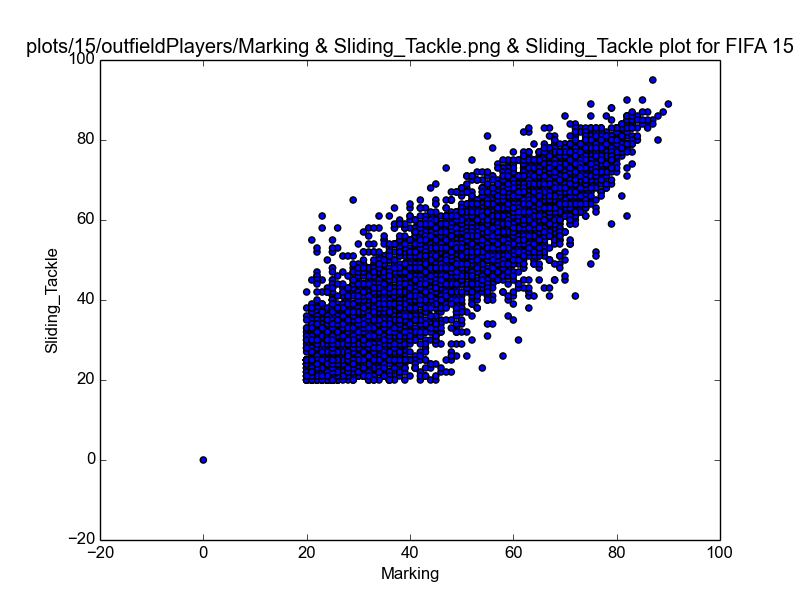 plots/15/outfieldPlayers/Marking & Sliding_Tackle.png & Sliding_Tackle plot for FIFA 15
100
80
60
40
20
0
−20
Sliding_Tackle
−20 0 20 40 60 80 100
Marking